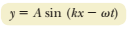 y = A sin (kx − ωt)